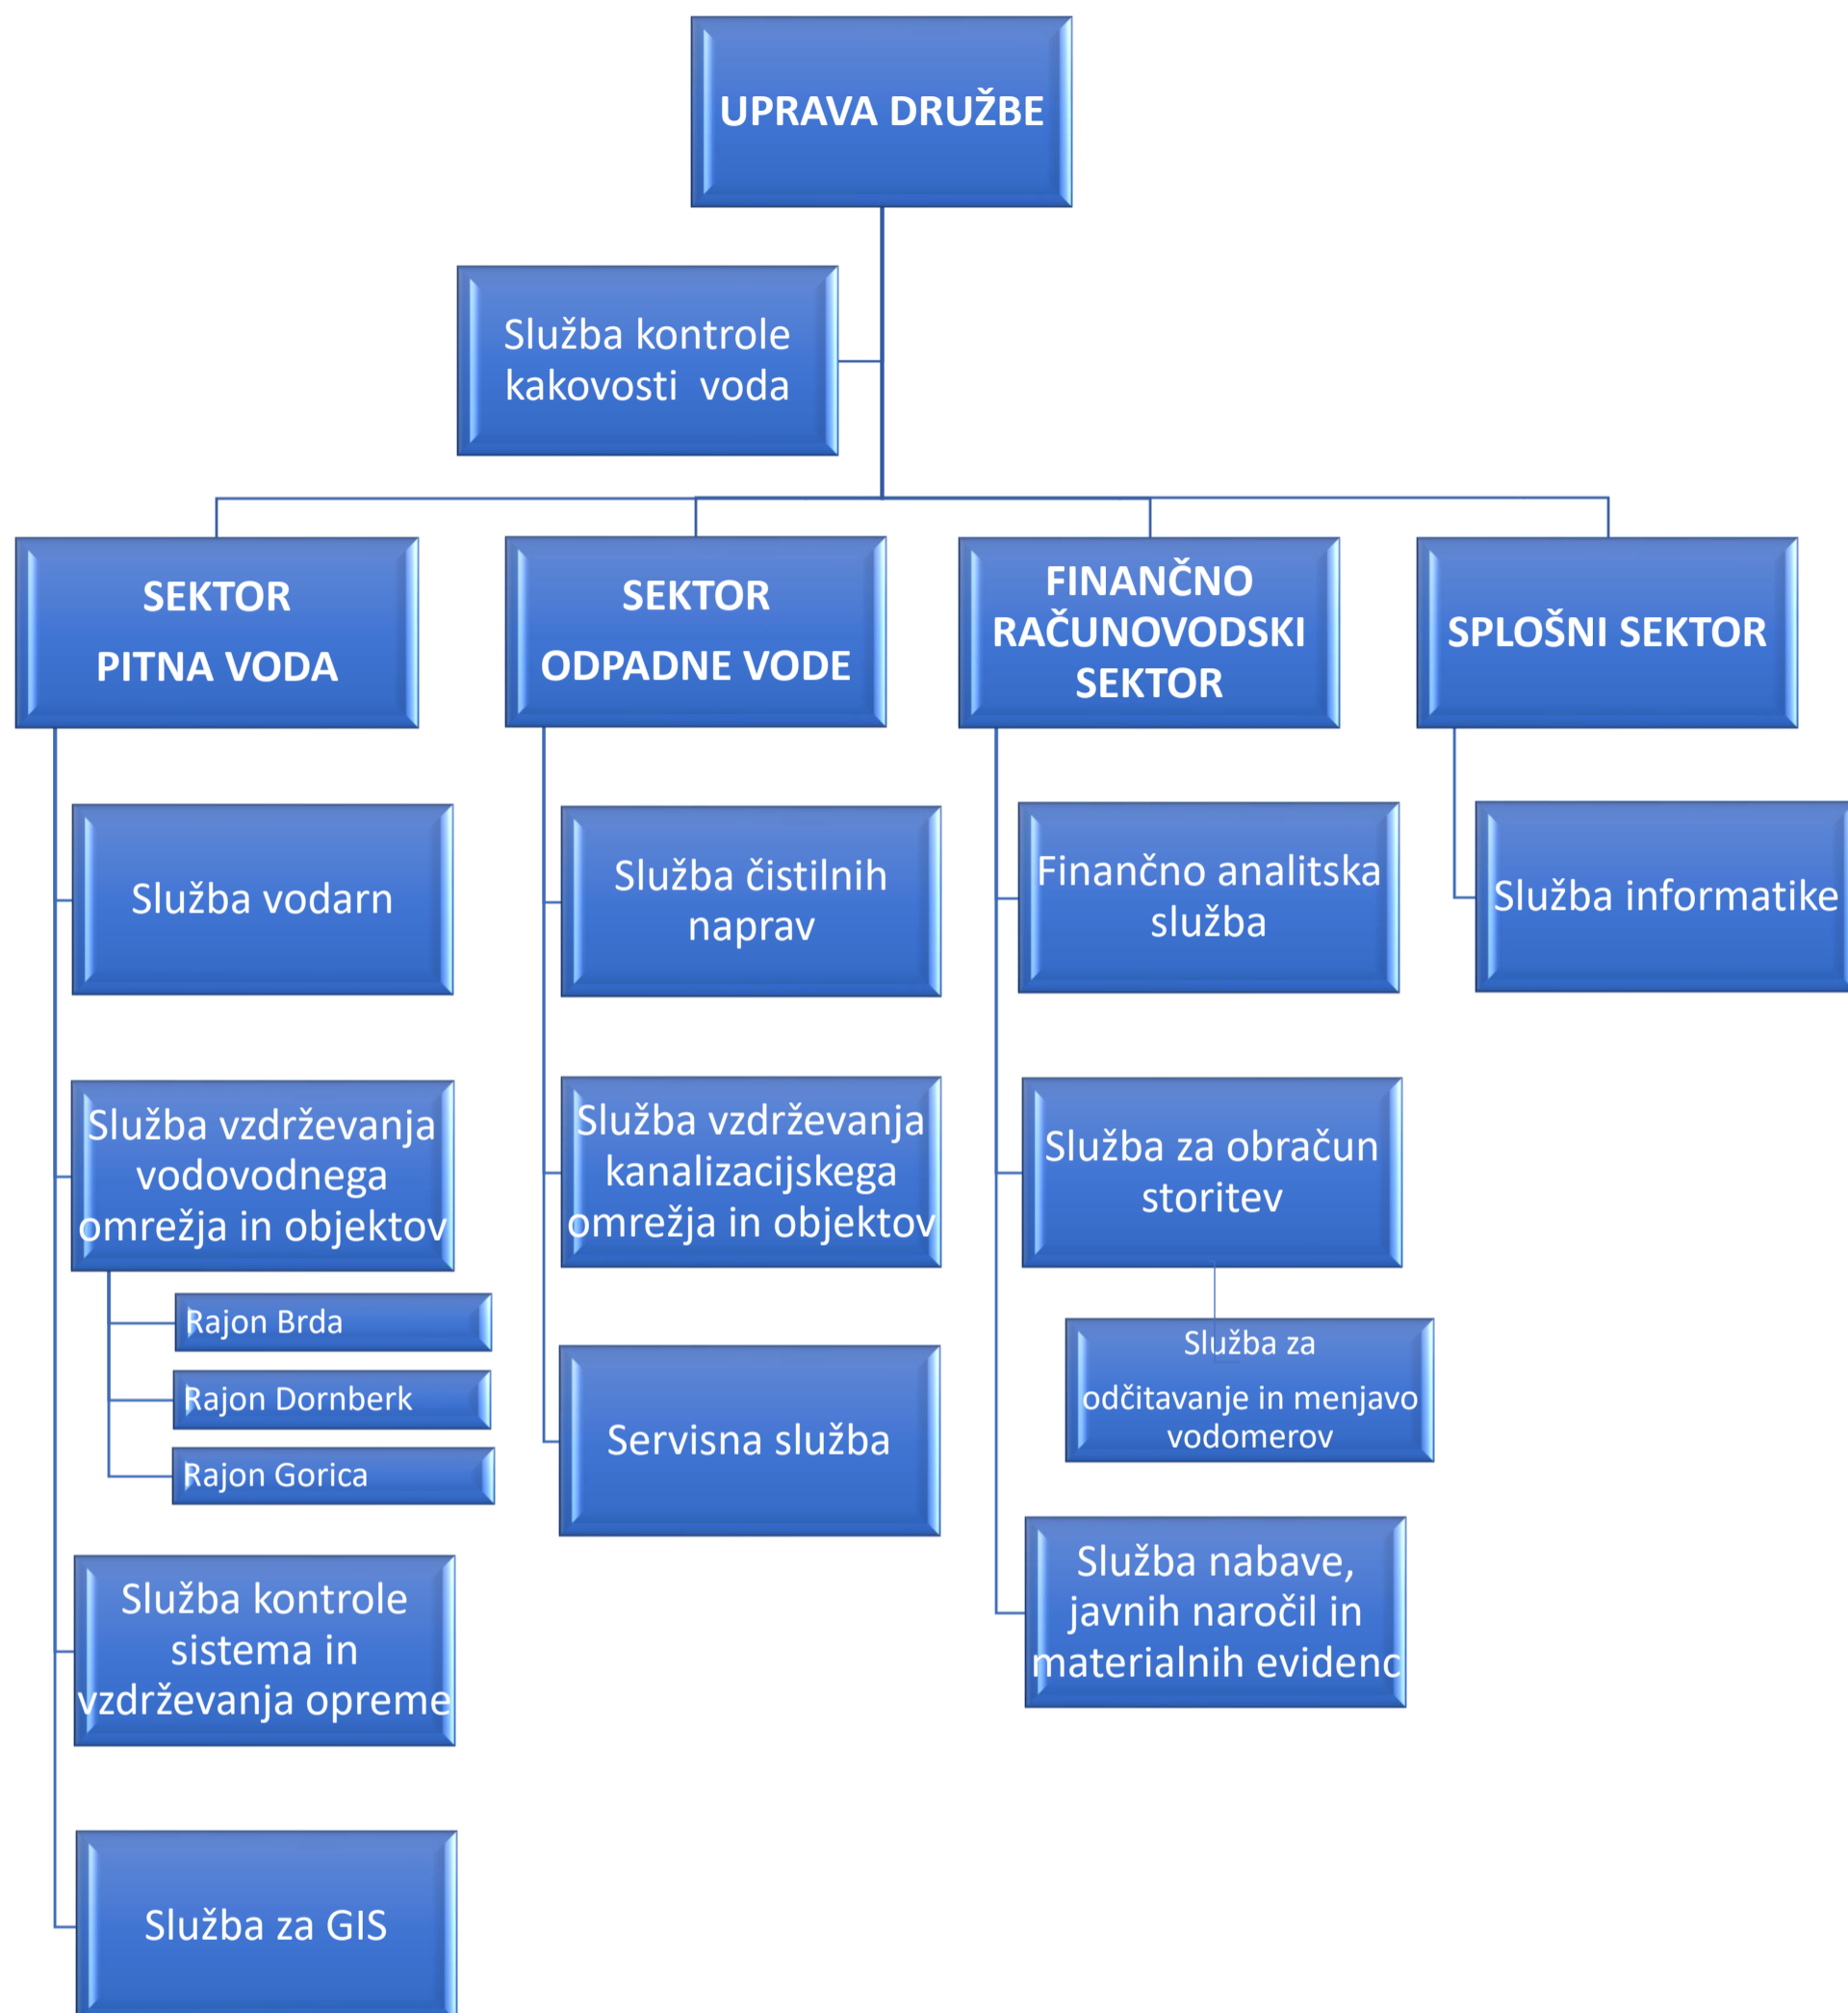 UPRAVA DRUŽBE
Služba kontrole
kakovosti voda
SEKTOR
PITNA VODA
SEKTOR
ODPADNE VODE
FINANČNO
RAČUNOVODSKI
SEKTOR
SPLOŠNI SEKTOR
Služba vodarn
Služba vzdrževanja
vodovodnega
omrežja in objektov
Rajon Brda
Rajon Dornberk
Rajon Gorica
Služba kontrole
sistema in
vzdrževanja opreme
Služba za GIS
Služba čistilnih
naprav
Služba vzdrževanja
kanalizacijskega
omrežja in objektov
Servisna služba
Finančno analitska
služba
Služba za obračun
storitev
Služba za
odčitavanje in menjavo
vodomerov
Služba nabave,
javnih naročil in
materialnih evidenc
Služba informatike